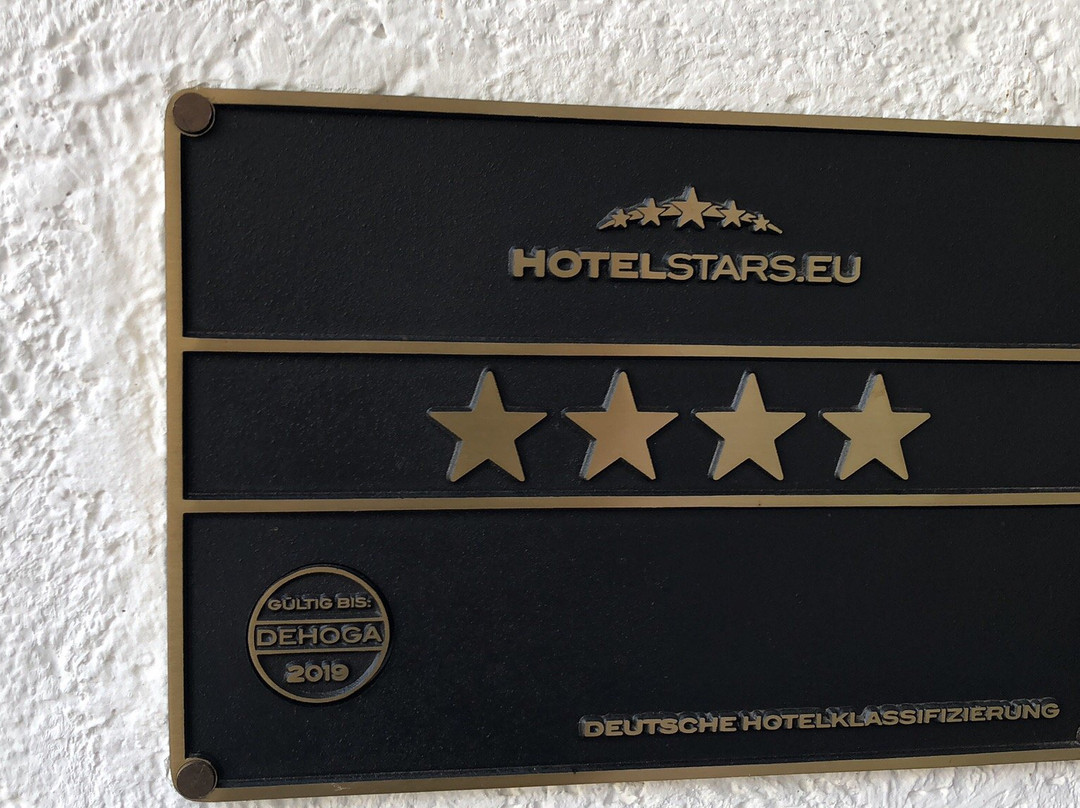 HOTELSTARS.EU
GÜLTIG BIS:
DEHOGA
2019
DEUTSCHE HOTELKLASSIFIZIERUNG